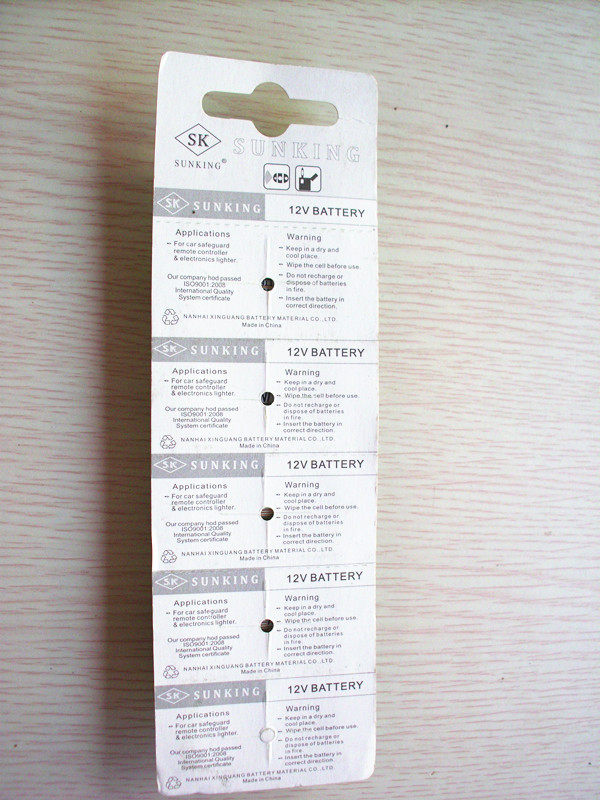 SK
SUNKING®
SUNKING
SK SUNKING
12V BATTERY
Applications
-- For car safeguard
remote controller
& electronics lighter.
Our company hod passed
ISO9001:2008
International Quality
System certificate
Warning
-- Keep in a dry and
cool place.
-- Wipe the cell before use.
-- Do not recharge or
dispose of batteries
in fire.
-- Insert the battery in
correct direction.
NANHAI XINGUANG BATTERY MATERIAL CO.,LTD.
Made in China
SK SUNKING
12V BATTERY
Applications
-- For car safeguard
remote controller
& electronics lighter.
Our company hod passed
ISO9001:2008
International Quality
System certificate
Warning
-- Keep in a dry and
cool place.
-- Wipe the cell before use.
-- Do not recharge or
dispose of batteries
in fire.
-- Insert the battery in
correct direction.
NANHAI XINGUANG BATTERY MATERIAL CO.,LTD.
Made in China
SK SUNKING
12V BATTERY
Applications
-- For car safeguard
remote controller
& electronics lighter.
Our company hod passed
ISO9001:2008
International Quality
System certificate
Warning
-- Keep in a dry and
cool place.
-- Wipe the cell before use.
-- Do not recharge or
dispose of batteries
in fire.
-- Insert the battery in
correct direction.
NANHAI XINGUANG BATTERY MATERIAL CO.,LTD.
Made in China
SK SUNKING
12V BATTERY
Applications
-- For car safeguard
remote controller
& electronics lighter.
Our company hod passed
ISO9001:2008
International Quality
System certificate
Warning
-- Keep in a dry and
cool place.
-- Wipe the cell before use.
-- Do not recharge or
dispose of batteries
in fire.
-- Insert the battery in
correct direction.
NANHAI XINGUANG BATTERY MATERIAL CO.,LTD.
Made in China
SK SUNKING
12V BATTERY
Applications
-- For car safeguard
remote controller
& electronics lighter.
Our company hod passed
ISO9001:2008
International Quality
System certificate
Warning
-- Keep in a dry and
cool place.
-- Wipe the cell before use.
-- Do not recharge or
dispose of batteries
in fire.
-- Insert the battery in
correct direction.
NANHAI XINGUANG BATTERY MATERIAL CO.,LTD.
Made in China